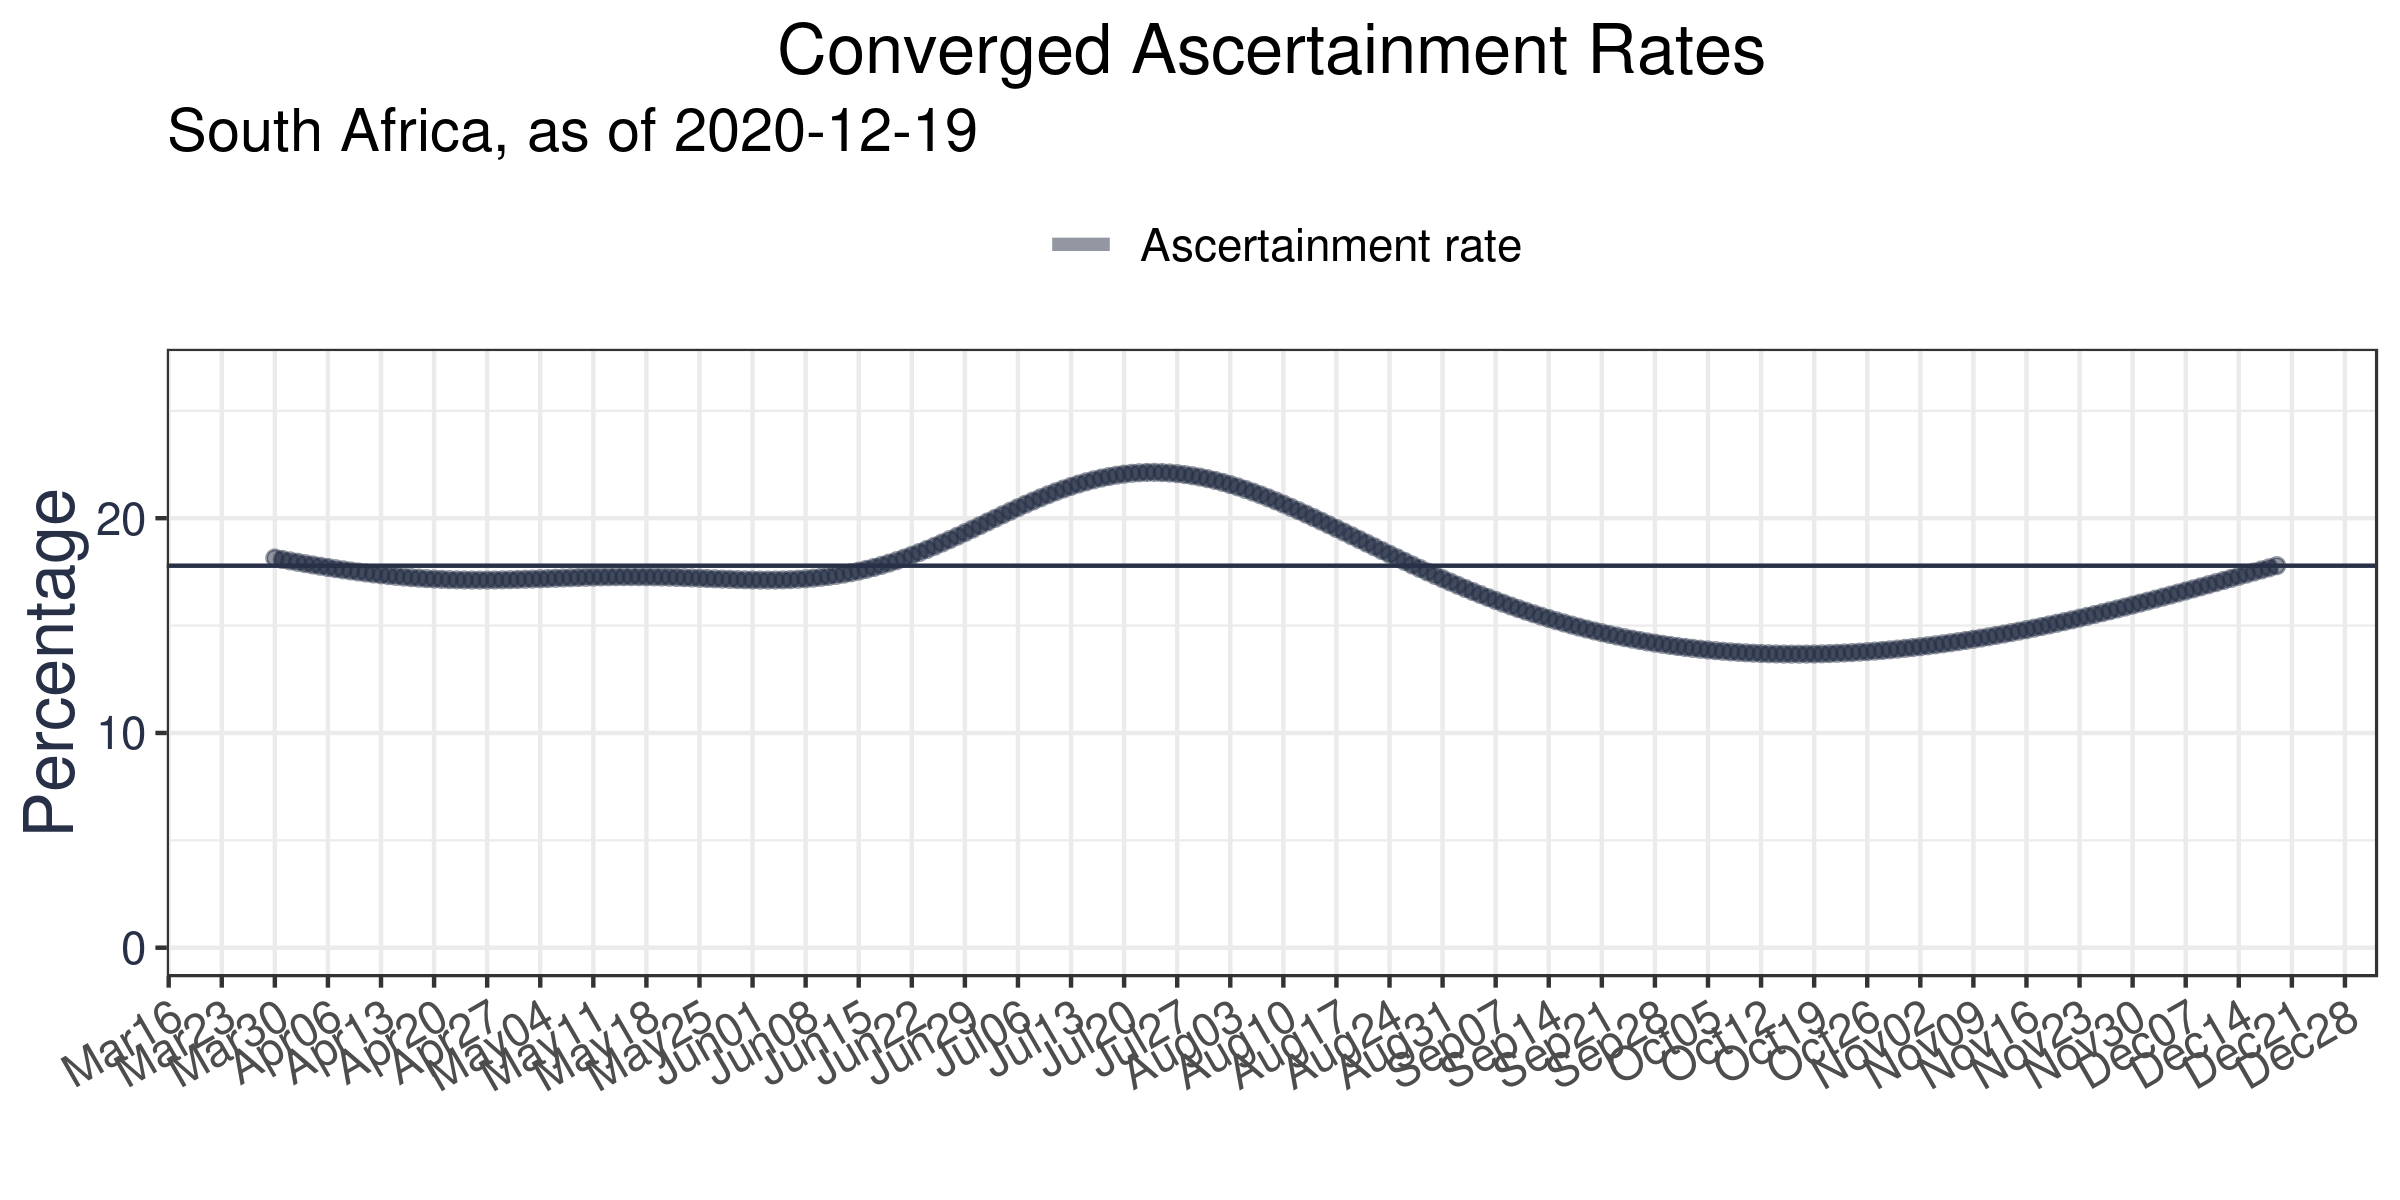 Converged Ascertainment Rates
South Africa, as of 2020-12-19
Ascertainment rate
Percentage
20
10
0
Mar16
Mar23
Mar30
Apr06
Apr13
Apr20
Apr27
May04
May11
May18
May25
Jun01
Jun08
Jun15
Jun22
Jun29
Jul06
Jul13
Jul20
Jul27
Aug03
Aug10
Aug17
Aug24
Aug31
Sep07
Sep14
Sep21
Sep28
Oct05
Oct12
Oct19
Oct26
Nov02
Nov09
Nov16
Nov23
Nov30
Dec07
Dec14
Dec21
Dec28